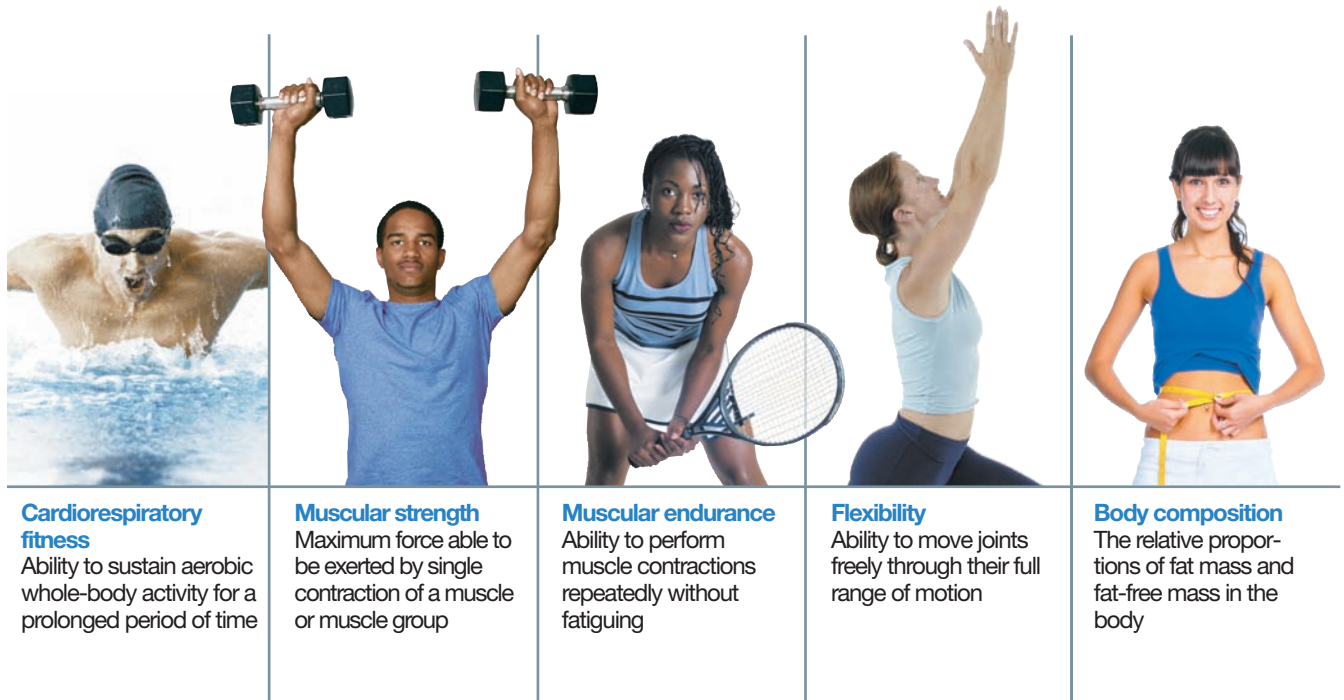 Cardiorespiratory
fitness
Ability to sustain aerobic
whole-body activity for a
prolonged period of time
Muscular strength
Maximum force able to
be exerted by single
contraction of a muscle
or muscle group
Muscular endurance
Ability to perform
muscle contractions
repeatedly without
fatiguing
Flexibility
Ability to move joints
freely through their full
range of motion
Body composition
The relative propor-
tions of fat mass and
fat-free mass in the
body